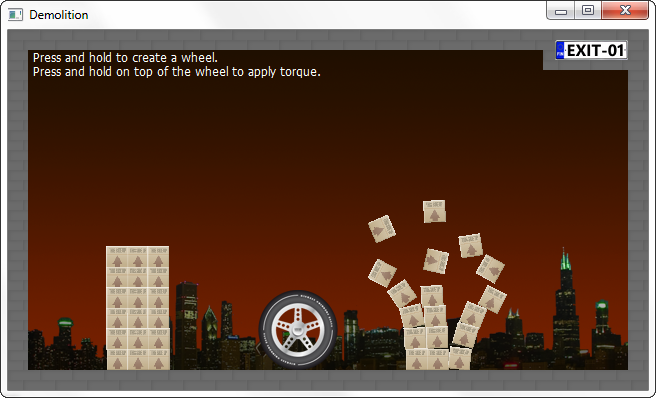 Demolition
EXIT-01
Press and hold to create a wheel.
Press and hold on top of the wheel to apply torque.